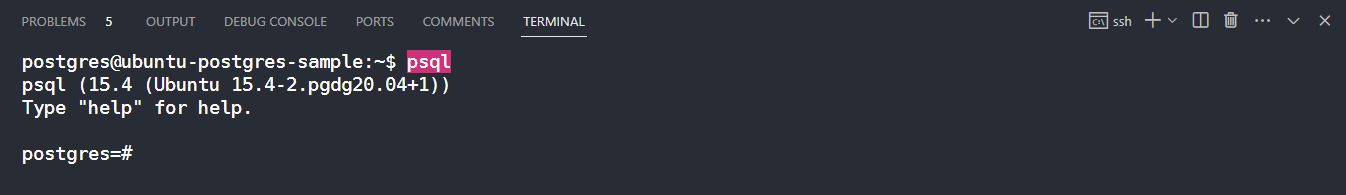 PROBLEMS 5 OUTPUT DEBUG CONSOLE PORTS COMMENTS TERMINAL ssh
postgres@ubuntu-postgres-sample:~$ psql
psql (15.4 (Ubuntu 15.4-2.pgdg20.04+1))
Type "help" for help.
postgres=#